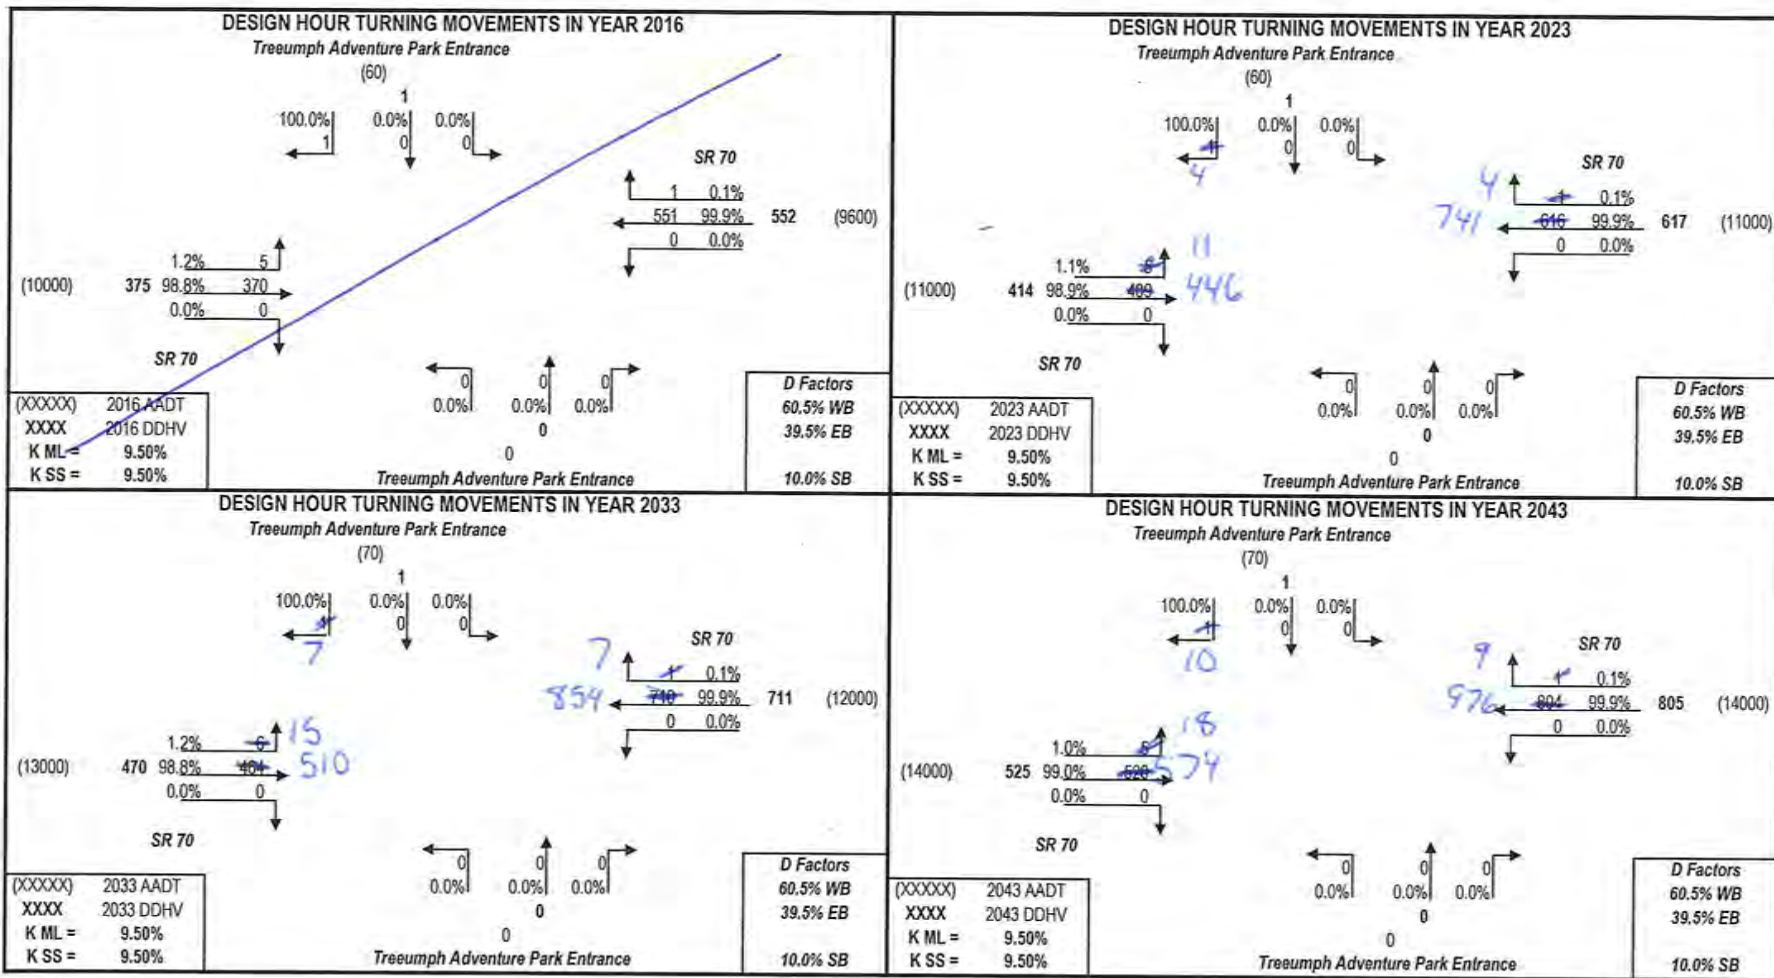 DESIGN HOUR TURNING MOVEMENTS IN YEAR 2016
Treeumph Adventure Park Entrance
(60)
1
100.0% 0.0% 0.0%
1 0 0
SR 70
1 0.1%
551 99.9% 552 (9600)
0 0.0%
1.2% 5
(10000) 375 98.8% 370
0.0% 0
SR 70
0 0 0
0.0% 0.0% 0.0%
0
0
Treeumph Adventure Park Entrance
(XXXXX) 2016 AADT
XXXX 2016 DDHV
K ML = 9.50%
K SS = 9.50%
D Factors
60.5% WB
39.5% EB
10.0% SB
DESIGN HOUR TURNING MOVEMENTS IN YEAR 2023
Treeumph Adventure Park Entrance
(60)
1
100.0% 0.0% 0.0%
1 0 0
4
SR 70
4 1 0.1%
741 616 99.9% 617 (11000)
0 0.0%
1.1% 11
(11000) 414 98.9% 409 446
0.0% 0
SR 70
0 0 0
0.0% 0.0% 0.0%
0
0
Treeumph Adventure Park Entrance
(XXXXX) 2023 AADT
XXXX 2023 DDHV
K ML = 9.50%
K SS = 9.50%
D Factors
60.5% WB
39.5% EB
10.0% SB
DESIGN HOUR TURNING MOVEMENTS IN YEAR 2033
Treeumph Adventure Park Entrance
(70)
1
100.0% 0.0% 0.0%
1 0 0
7
SR 70
7 1 0.1%
854 710 99.9% 711 (12000)
0 0.0%
1.2% 6 15
(13000) 470 98.8% 464 510
0.0% 0
SR 70
0 0 0
0.0% 0.0% 0.0%
0
0
Treeumph Adventure Park Entrance
(XXXXX) 2033 AADT
XXXX 2033 DDHV
K ML = 9.50%
K SS = 9.50%
D Factors
60.5% WB
39.5% EB
10.0% SB
DESIGN HOUR TURNING MOVEMENTS IN YEAR 2043
Treeumph Adventure Park Entrance
(70)
1
100.0% 0.0% 0.0%
1 0 0
10
SR 70
9 1 0.1%
976 804 99.9% 805 (14000)
0 0.0%
1.0% 18
(14000) 525 99.0% 520 579
0.0% 0
SR 70
0 0 0
0.0% 0.0% 0.0%
0
0
Treeumph Adventure Park Entrance
(XXXXX) 2043 AADT
XXXX 2043 DDHV
K ML = 9.50%
K SS = 9.50%
D Factors
60.5% WB
39.5% EB
10.0% SB